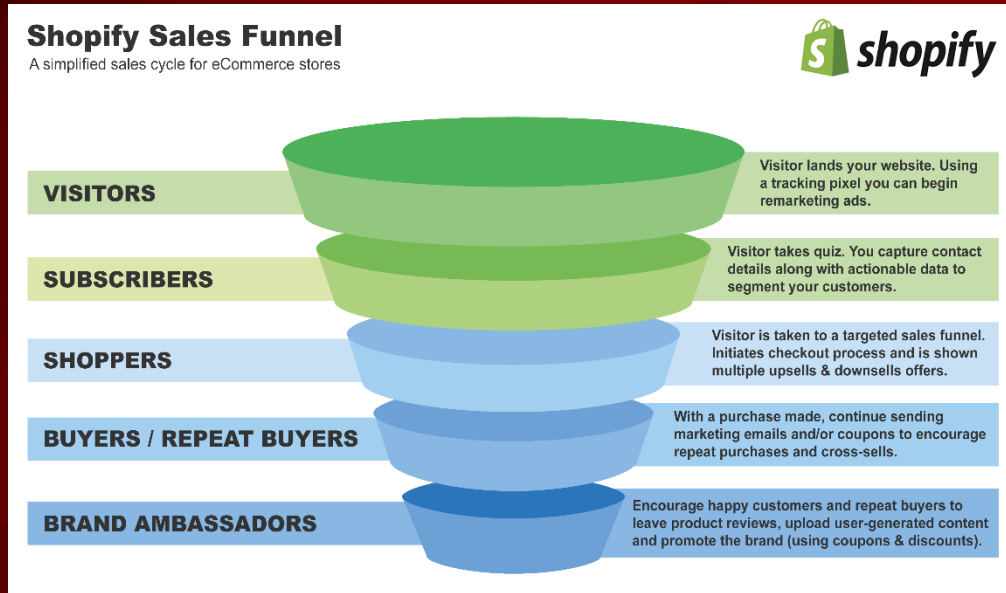 Shopify Sales Funnel
A simplified sales cycle for eCommerce stores
S shopify
VISITORS
Visitor lands your website. Using
a tracking pixel you can begin
remarketing ads.
SUBSCRIBERS
Visitor takes quiz. You capture contact
details along with actionable data to
segment your customers.
SHOPPERS
Visitor is taken to a targeted sales funnel.
Initiates checkout process and is shown
multiple upsells & downsells offers.
BUYERS / REPEAT BUYERS
With a purchase made, continue sending
marketing emails and/or coupons to encourage
repeat purchases and cross-sells.
BRAND AMBASSADORS
Encourage happy customers and repeat buyers to
leave product reviews, upload user-generated content
and promote the brand (using coupons & discounts).